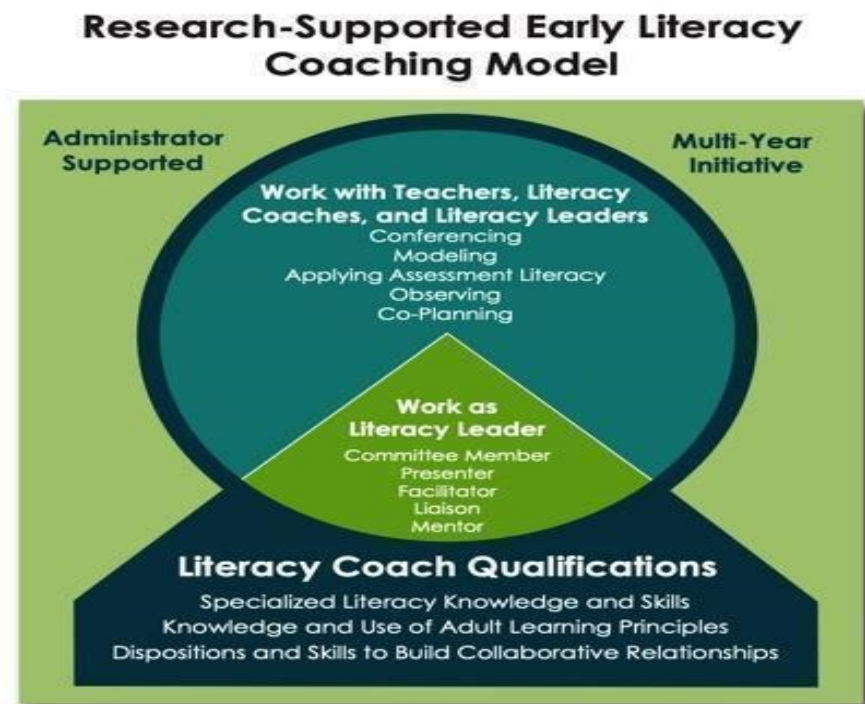 Research-Supported Early Literacy
Coaching Model
Administrator
Supported
Multi-Year
Initiative
Work with Teachers, Literacy
Coaches, and Literacy Leaders
Conferencing
Modeling
Applying Assessment Literacy
Observing
Co-Planning
Work as
Literacy Leader
Committee Member
Presenter
Facilitator
Liaison
Mentor
Literacy Coach Qualifications
Specialized Literacy Knowledge and Skills
Knowledge and Use of Adult Learning Principles
Dispositions and Skills to Build Collaborative Relationships